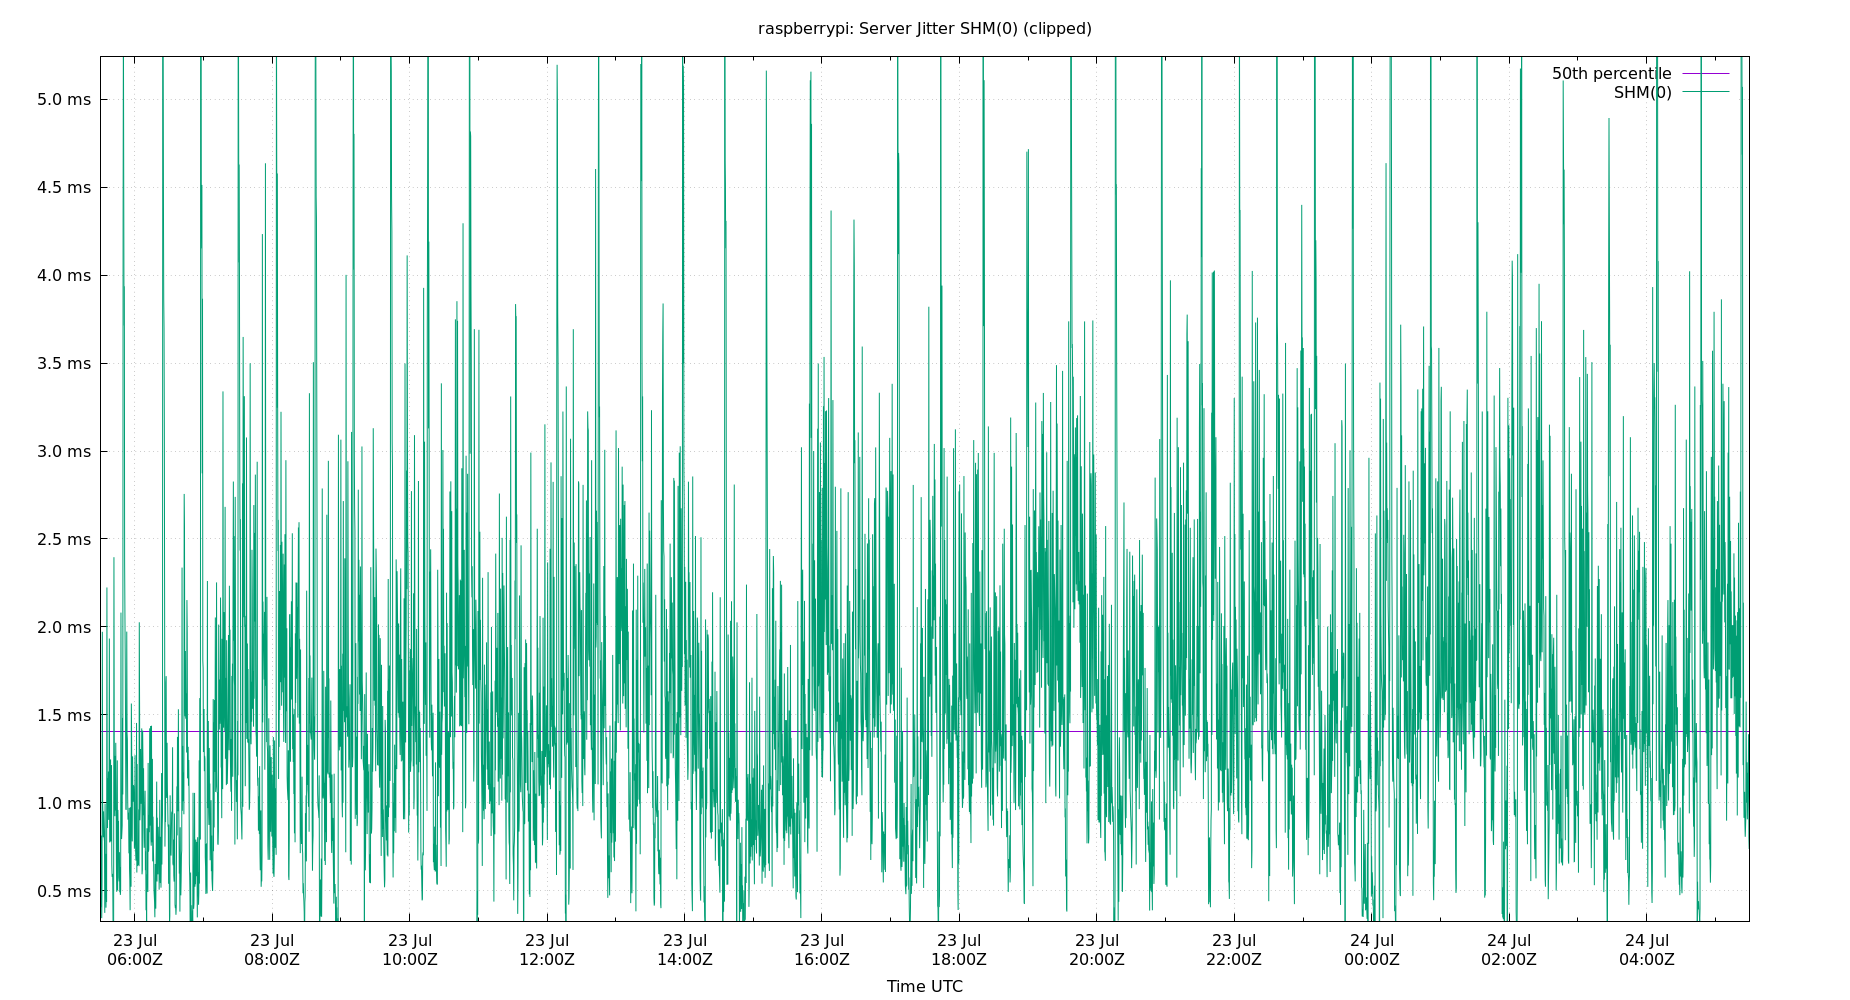 raspberrypi: Server Jitter SHM(0) (clipped)
50th percentile
SHM(0)
5.0 ms
4.5 ms
4.0 ms
3.5 ms
3.0 ms
2.5 ms
2.0 ms
1.5 ms
1.0 ms
0.5 ms
23 Jul 23 Jul 23 Jul 23 Jul 23 Jul 23 Jul 23 Jul 23 Jul 23 Jul 24 Jul 24 Jul 24 Jul
06:00Z 08:00Z 10:00Z 12:00Z 14:00Z 16:00Z 18:00Z 20:00Z 22:00Z 00:00Z 02:00Z 04:00Z
Time UTC